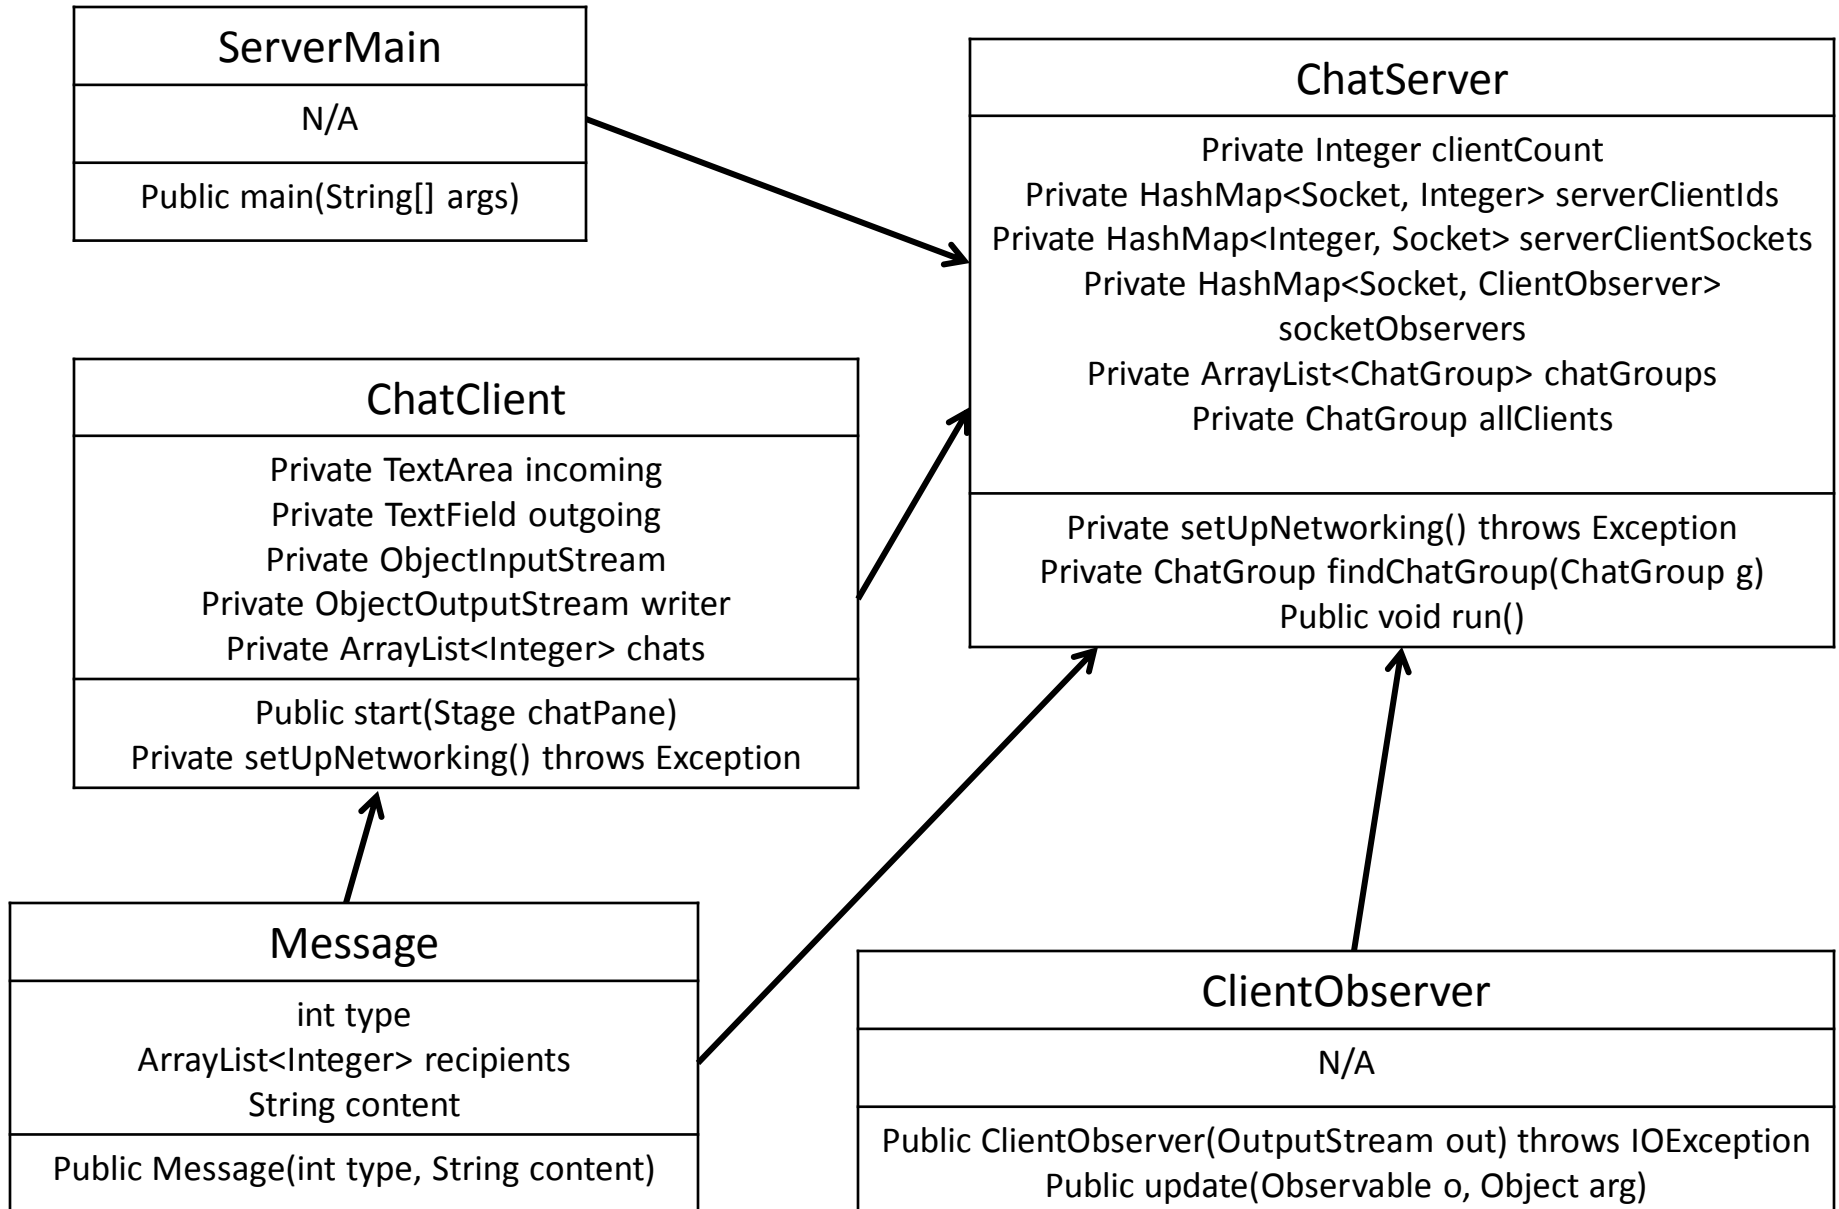 ServerMain
N/A
Public main(String[] args)
ChatServer
Private Integer clientCount
Private HashMap<Socket, Integer> serverClientIds
Private HashMap<Integer, Socket> serverClientSockets
Private HashMap<Socket, ClientObserver>
socketObservers
Private ArrayList<ChatGroup> chatGroups
Private ChatGroup allClients
Private setUpNetworking() throws Exception
Private ChatGroup findChatGroup(ChatGroup g)
Public void run()
ChatClient
Private TextArea incoming
Private TextField outgoing
Private ObjectInputStream
Private ObjectOutputStream writer
Private ArrayList<Integer> chats
Public start(Stage chatPane)
Private setUpNetworking() throws Exception
Message
int type
ArrayList<Integer> recipients
String content
Public Message(int type, String content)
ClientObserver
N/A
Public ClientObserver(OutputStream out) throws IOException
Public update(Observable o, Object arg)